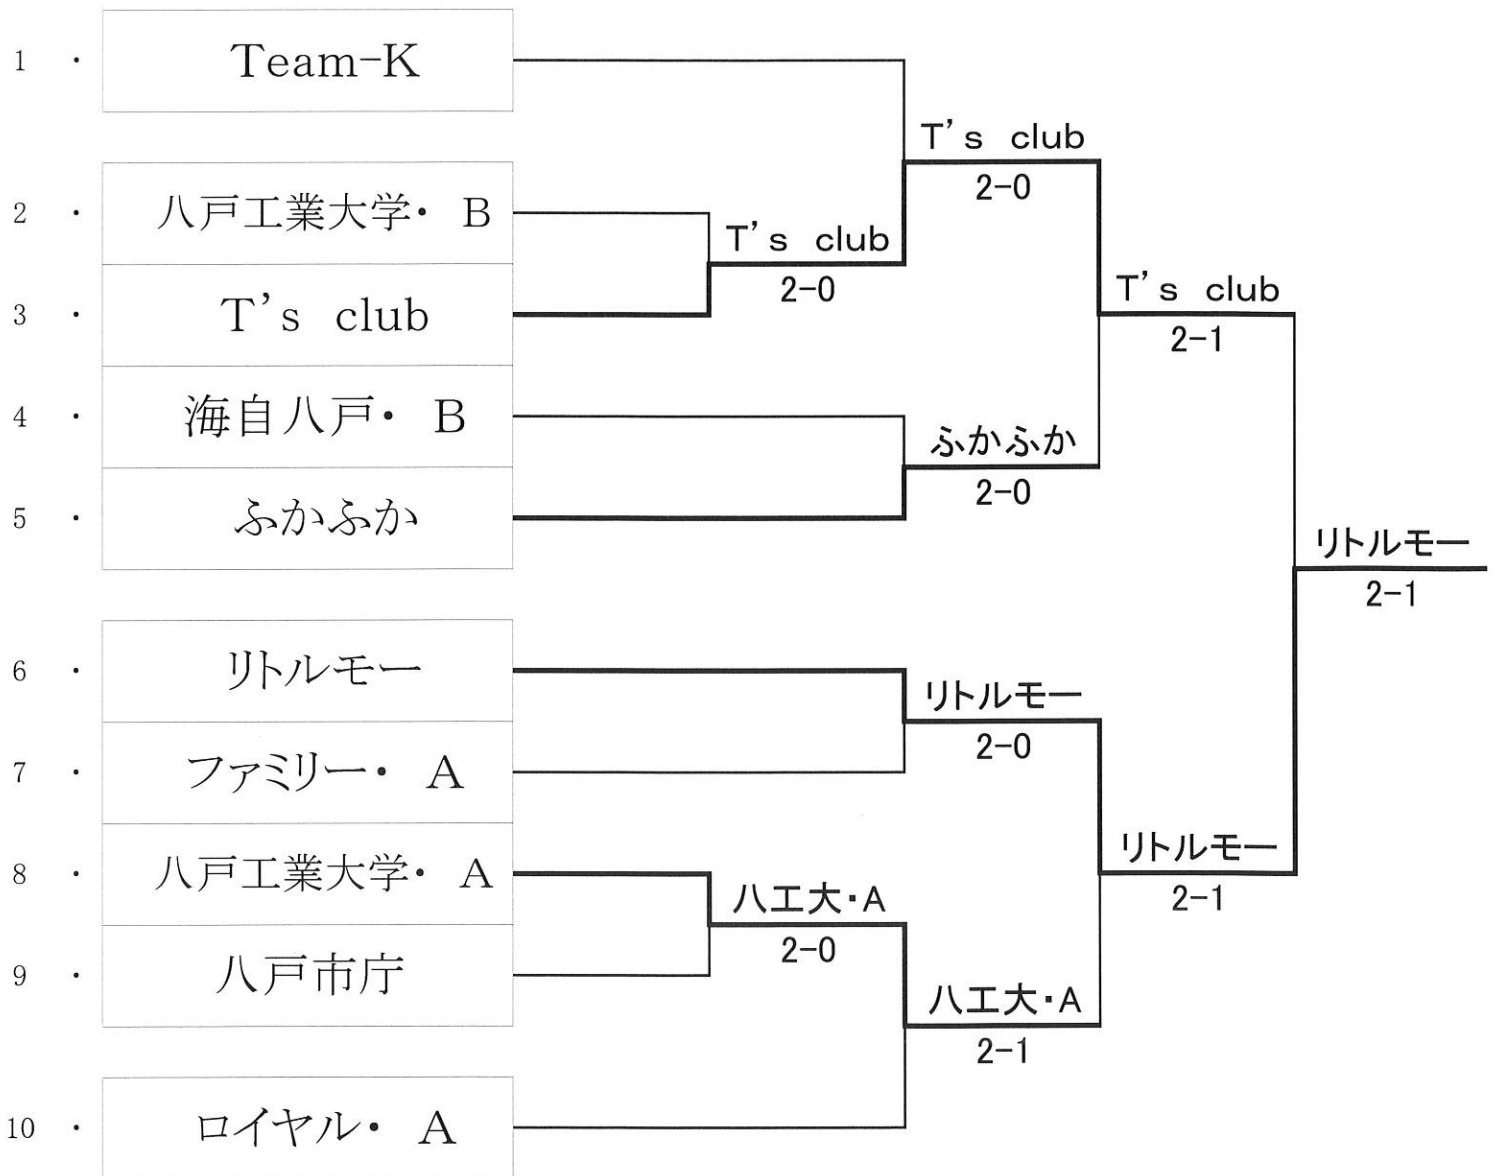 1 ・ Team-K
T’s club
2-0
2 ・ 八戸工業大学・ B
T’s club
2-0
3 ・ T’s club
T’s club
2-1
4 ・ 海自八戸・ B
ふかふか
2-0
5 ・ ふかふか
リトルモー
2-1
6 ・ リトルモー
リトルモー
2-0
7 ・ ファミリー・ A
リトルモー
2-1
8 ・ 八戸工業大学・ A
八工大・A
2-0
9 ・ 八戸市庁
八工大・A
2-1
10 ・ ロイヤル・ A